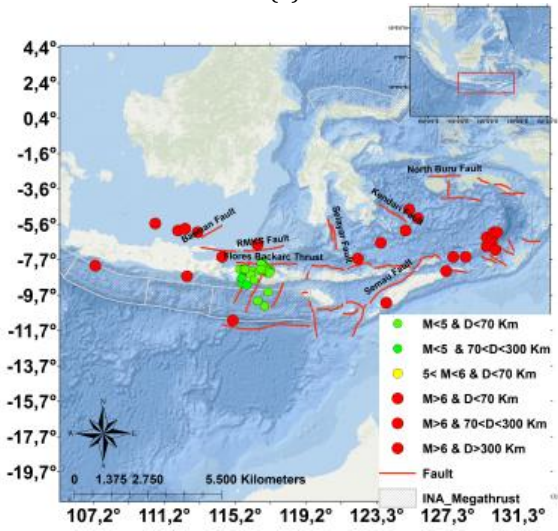 4,4°
2,4°
0,4°
-1,6°
-3,6°
-5,6°
-7,7°
-9,7°
-11,7°
-13,7°
-15,7°
-17,7°
-19,7°
North Buru Fault
Selayar Fault
RMKS Fault
Flores Backarc Thrust
Semau Fault
N
0 1.375 2.750 5.500 Kilometers
M<5 & D<70 Km
M<5 & 70<D<300 Km
5< M<6 & D<70 Km
M>6 & D<70 Km
M>6 & 70<D<300 Km
M>6 & D>300 Km
Fault
INA_Megathrust
107,2° 111,2° 115,2° 119,2° 123,3° 127,3° 131,3°